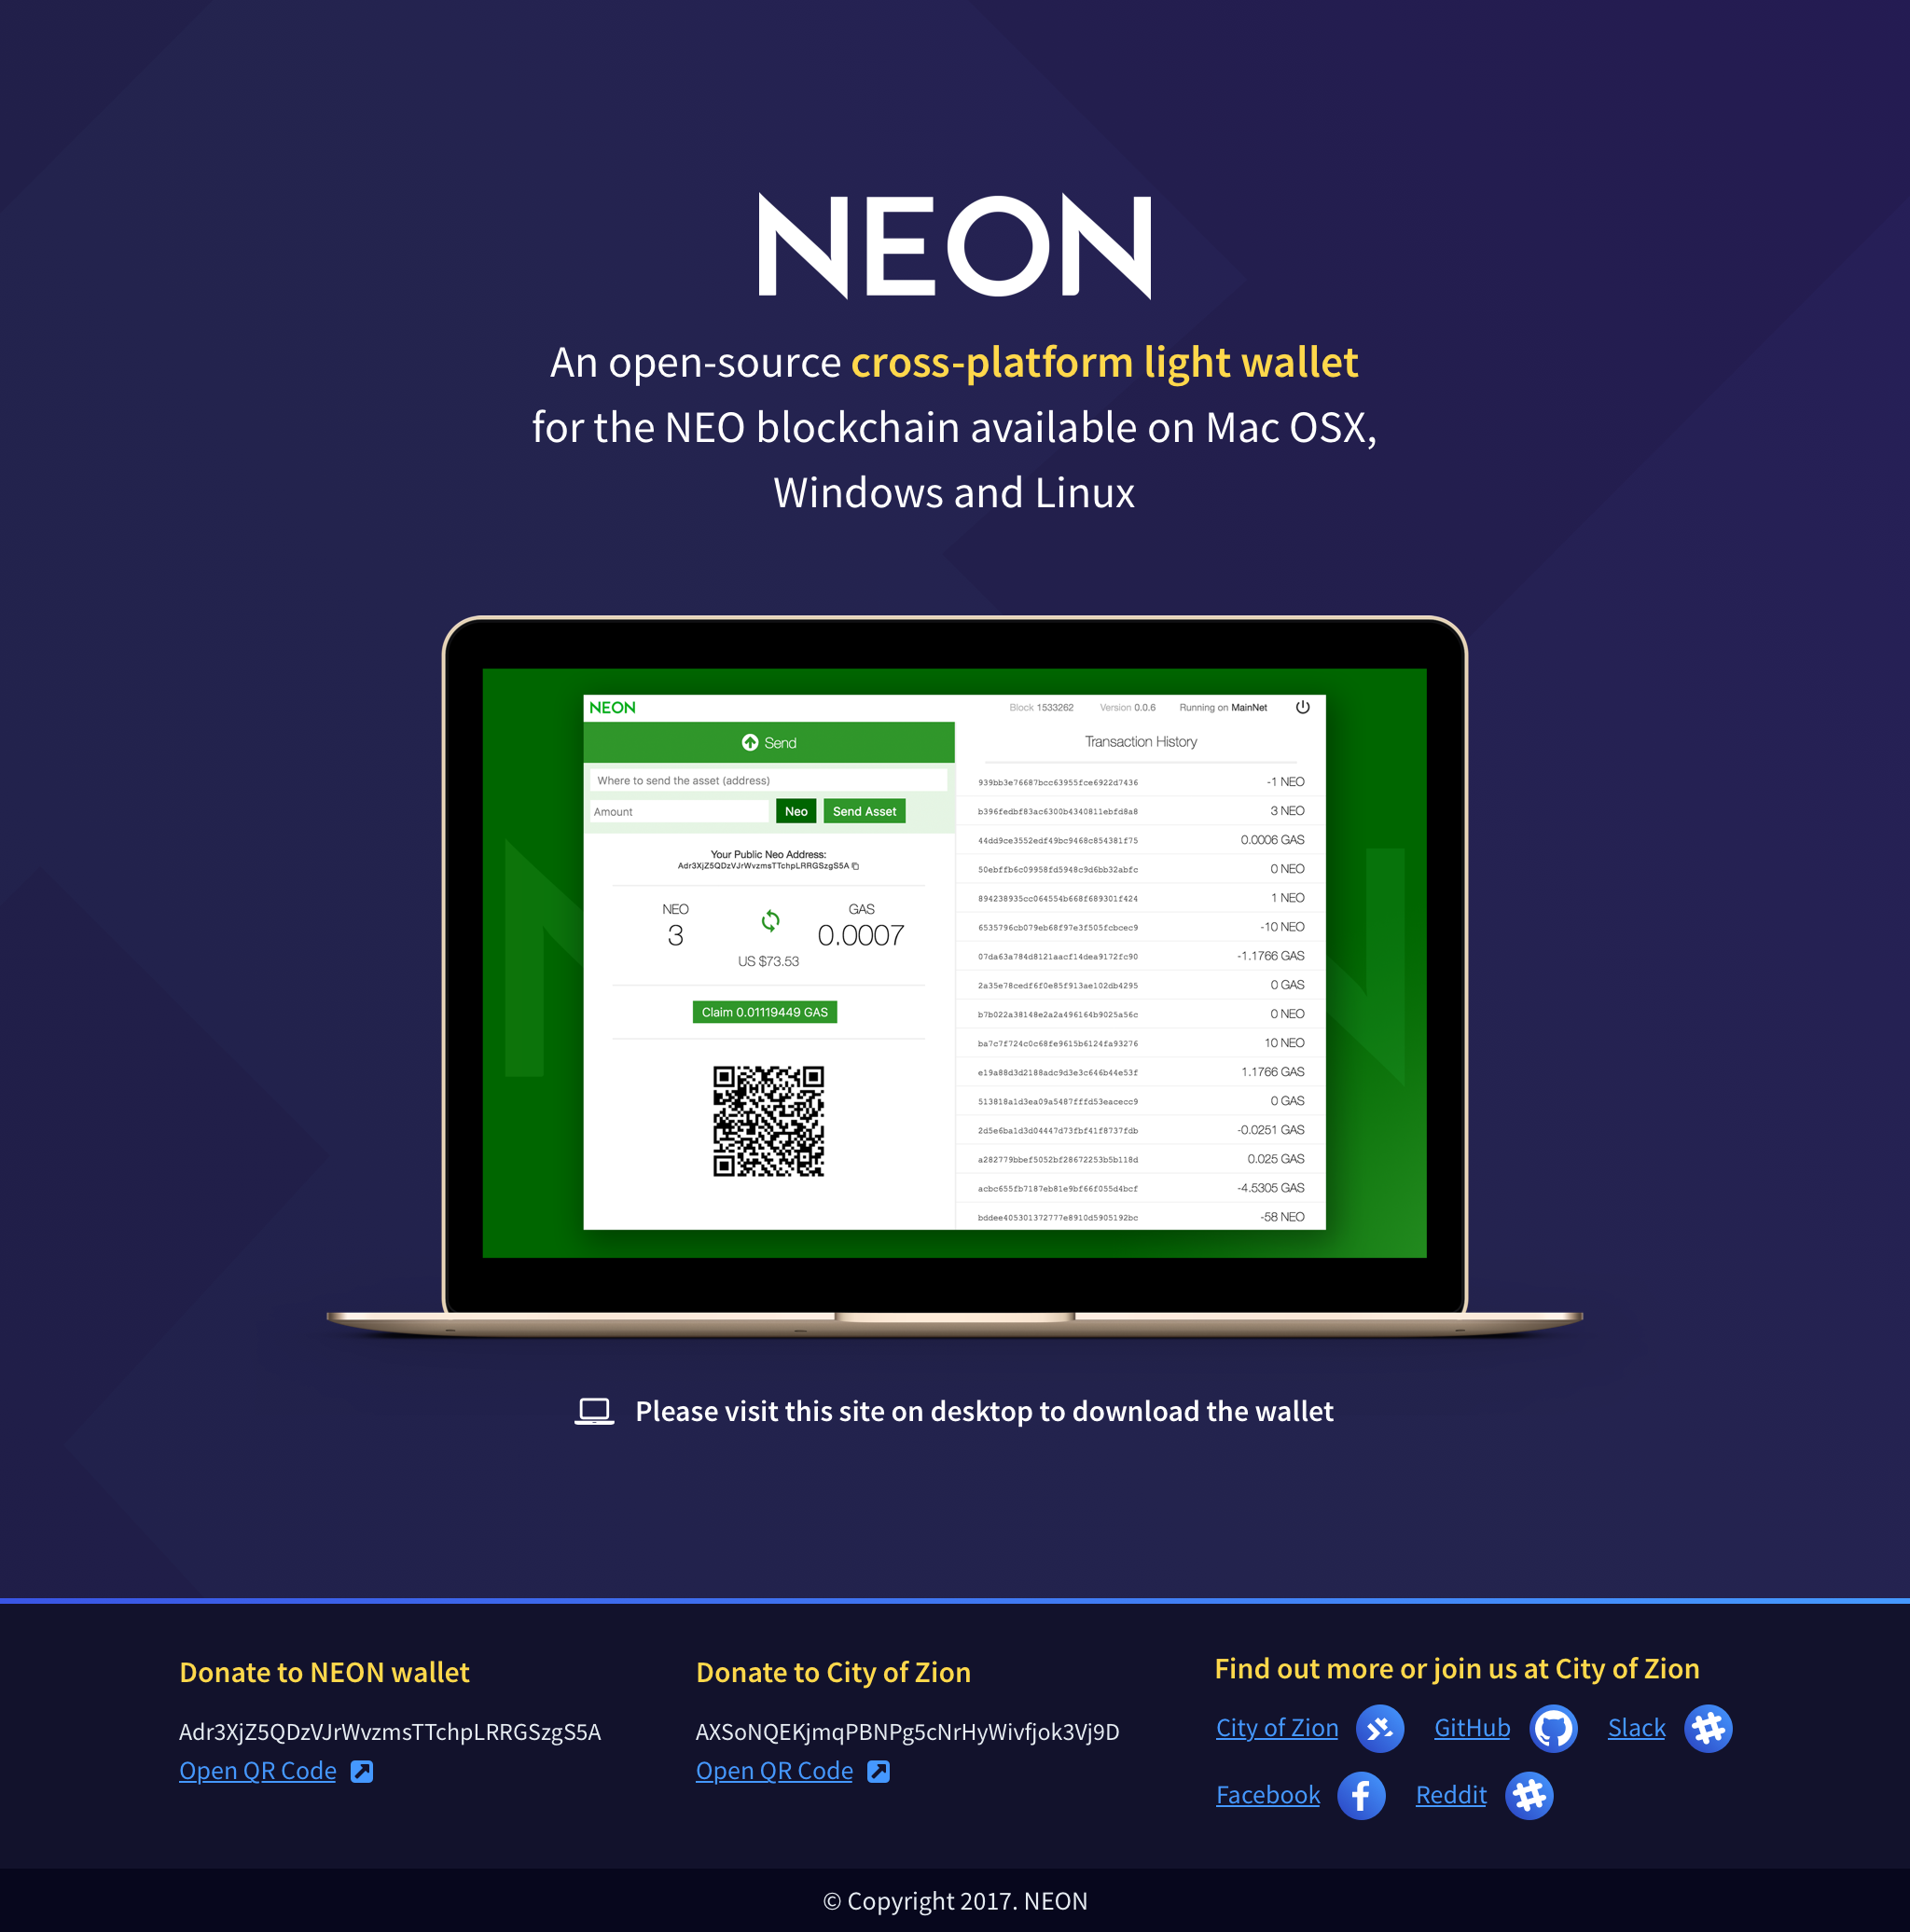 NEON
An open-source cross-platform light wallet
for the NEO blockchain available on Mac OSX,
Windows and Linux
NEON
Block 1533262 Version 0.0.6 Running on MainNet
Send
Where to send the asset (address)
Amount Neo Send Asset
Your Public Neo Address:
Adr3XjZ5QDzVJrWvzmsTTchpLRRGSzgS5A
NEO
3
GAS
0.0007
US $73.53
Claim 0.01119449 GAS
Transaction History
939bb3e76687bcc63955fce6922d7436 -1 NEO
b396fedbf83ac6300b4340811ebfd8a8 3 NEO
44dd9ce3552edf49bc9468c854381f75 0.0006 GAS
50ebffb6c09958fd5948c9d6bb32abfc 0 NEO
894238935cc064554b668f689301f424 1 NEO
6535796cb079eb68f97e3f505fcbcec9 -10 NEO
07da63a784d8121aacf14dea9172fc90 -1.1766 GAS
2a35e78cedf6f0e85f913ae102db4295 0 GAS
b7b022a38148e2a2a496164b9025a56c 0 NEO
ba7c7f724c0c68fe9615b6124fa93276 10 NEO
e19a88d3d2188adc9d3e3c646b44e53f 1.1766 GAS
513818a1d3ea09a5487fffd53eacecc9 0 GAS
2d5e6ba1d3d04447d73fbf41f8737fdb -0.0251 GAS
a282779bbef5052bf28672253b5b118d 0.025 GAS
acbc655fb7187eb81e9bf66f055d4bcf -4.5305 GAS
bddee405301372777e8910d5905192bc -58 NEO
Please visit this site on desktop to download the wallet
Donate to NEON wallet
Adr3XjZ5QDzVJrWvzmsTTchpLRRGSzgS5A
Open QR Code
Donate to City of Zion
AXSoNQEKjmqPBNPg5cNrHyWivfjok3Vj9D
Open QR Code
Find out more or join us at City of Zion
City of Zion GitHub Slack
Facebook Reddit
© Copyright 2017. NEON